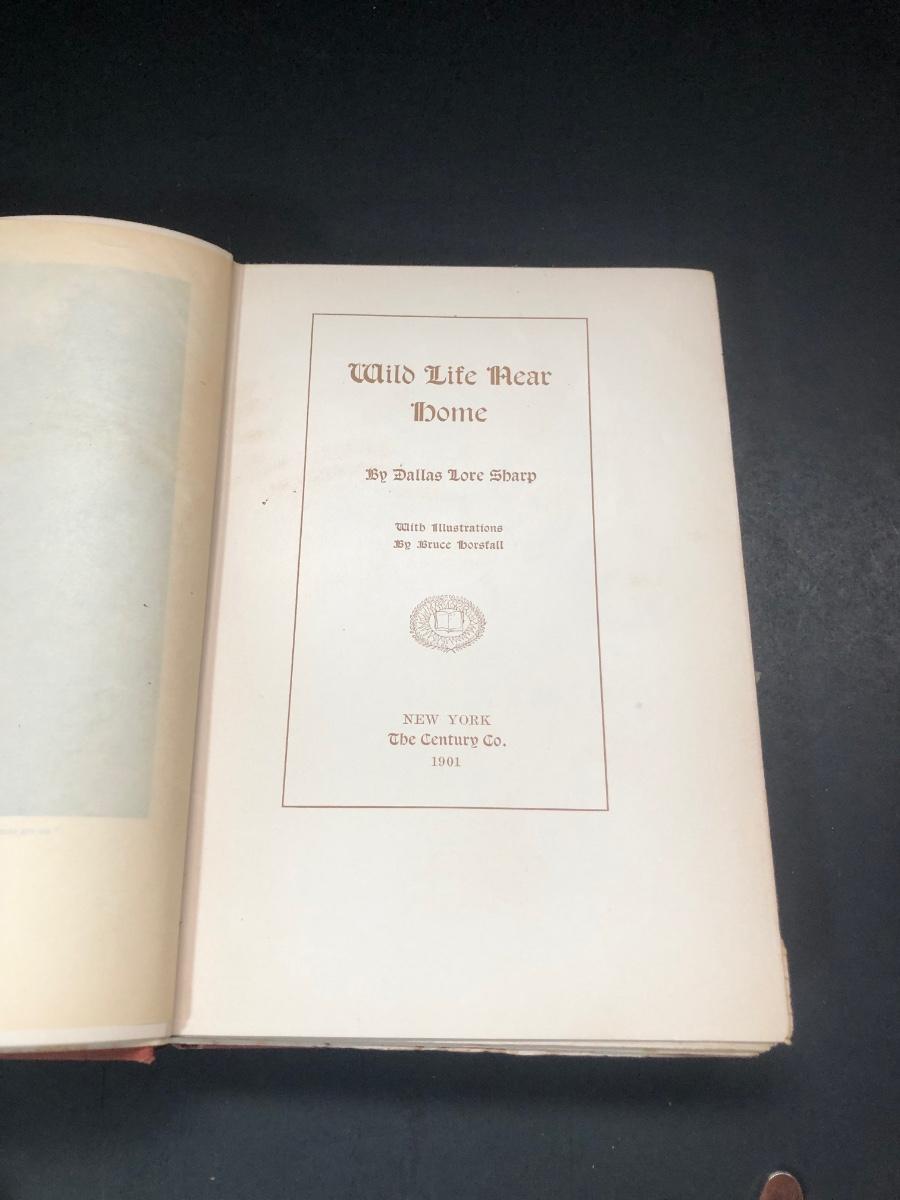 Wild Life Near
Home
By Dallas Lore Sharp
With Illustrations
By Bruce Horsfall
NEW YORK
The Century Co.
1901